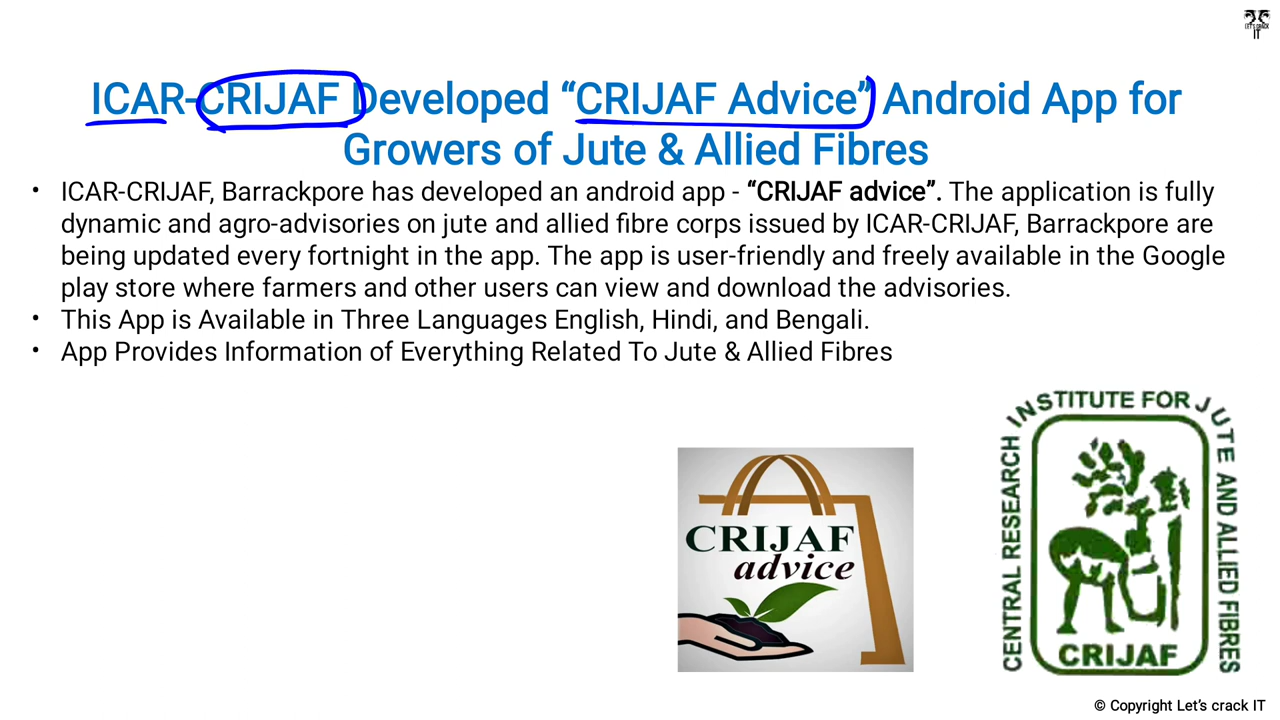 LET'S CRACK
IT
ICAR-CRIJAF Developed “CRIJAF Advice” Android App for
Growers of Jute & Allied Fibres
• ICAR-CRIJAF, Barrackpore has developed an android app - “CRIJAF advice”. The application is fully
dynamic and agro-advisories on jute and allied fibre corps issued by ICAR-CRIJAF, Barrackpore are
being updated every fortnight in the app. The app is user-friendly and freely available in the Google
play store where farmers and other users can view and download the advisories.
• This App is Available in Three Languages English, Hindi, and Bengali.
• App Provides Information of Everything Related To Jute & Allied Fibres
CRIJAF
advice
CENTRAL RESEARCH INSTITUTE FOR JUTE AND ALLIED FIBRES
CRIJAF
© Copyright Let’s crack IT